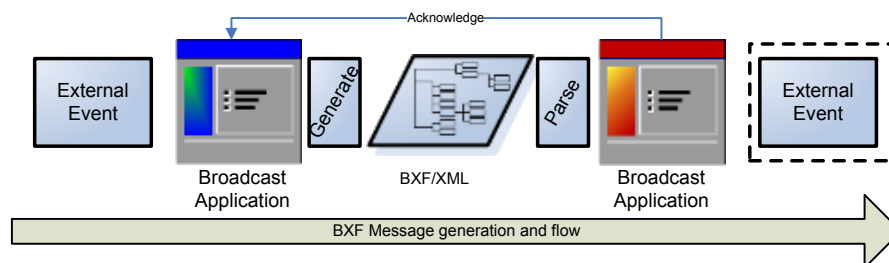 Acknowledge
External
Event
Generate
Parse
External
Event
Broadcast
Application
BXF/XML
Broadcast
Application
BXF Message generation and flow